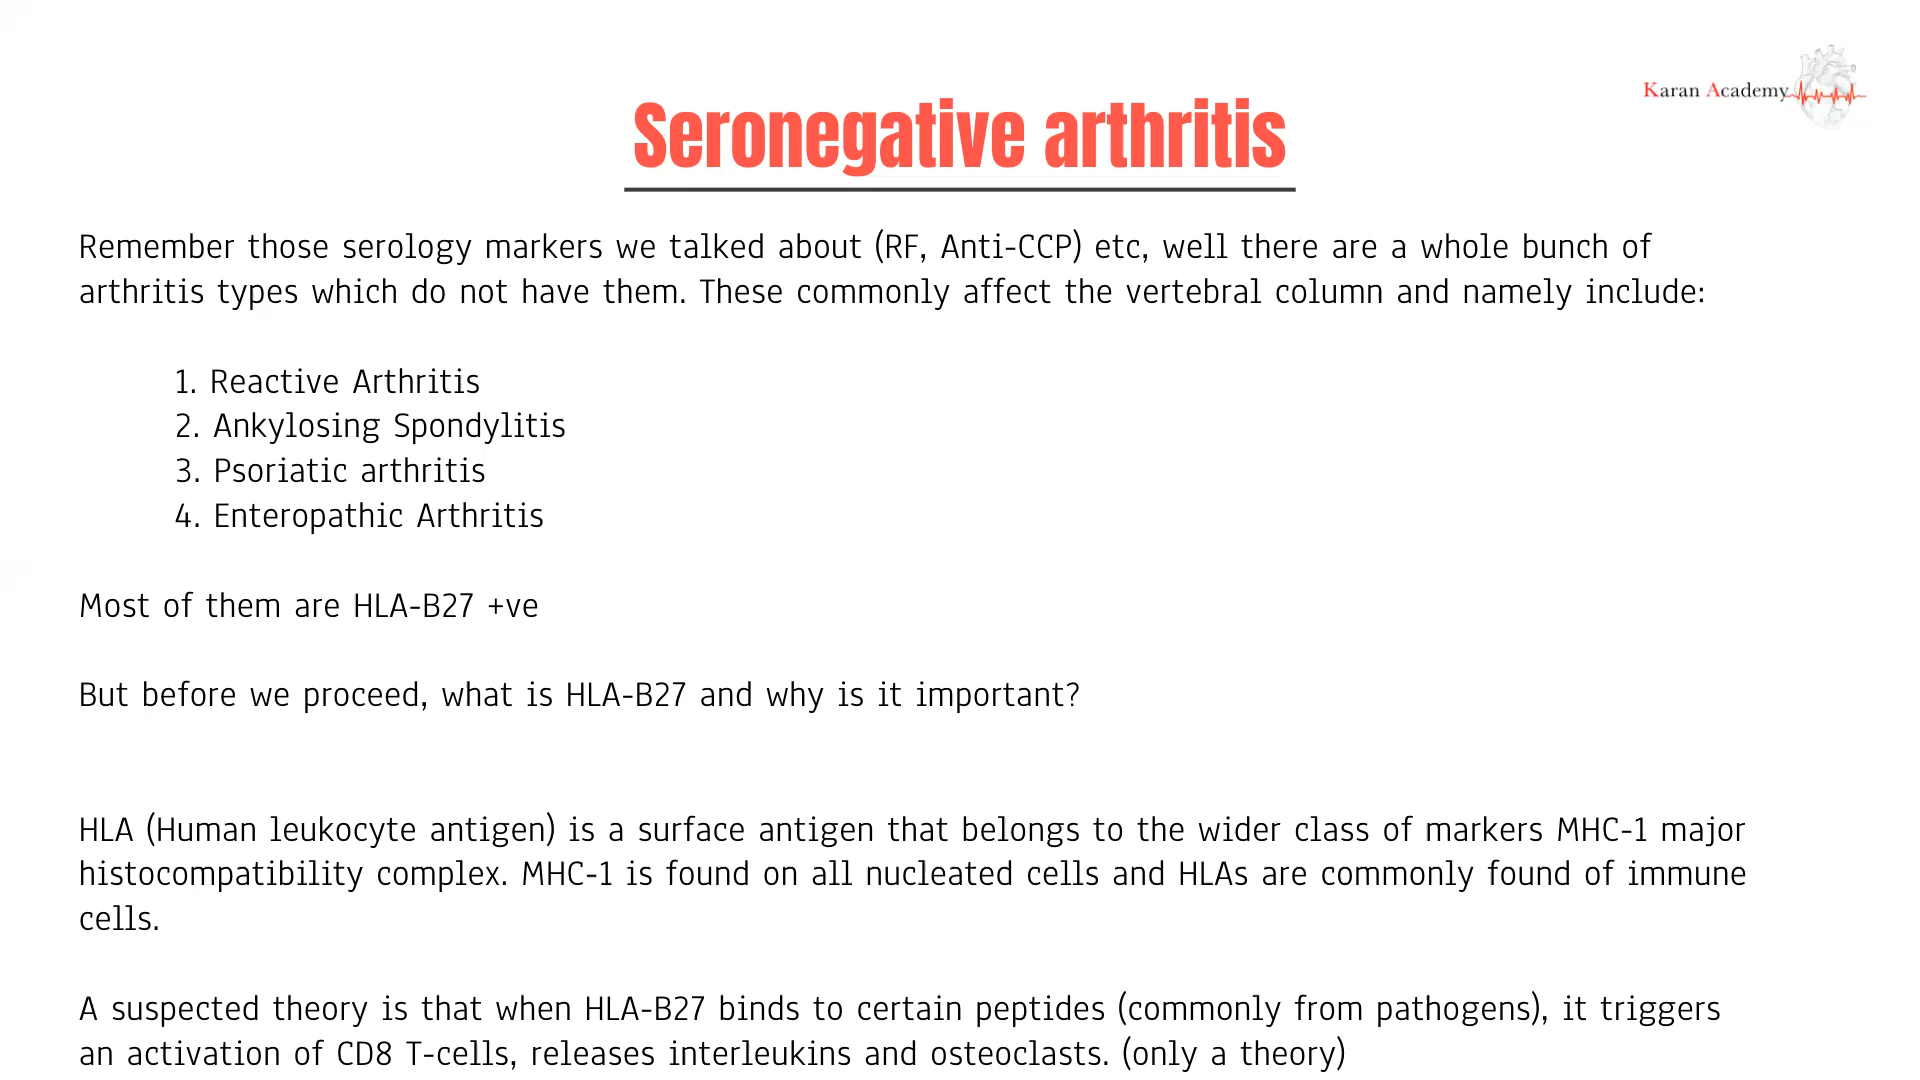 Karan Academy
Seronegative arthritis
Remember those serology markers we talked about (RF, Anti-CCP) etc, well there are a whole bunch of
arthritis types which do not have them. These commonly affect the vertebral column and namely include:
1. Reactive Arthritis
2. Ankylosing Spondylitis
3. Psoriatic arthritis
4. Enteropathic Arthritis
Most of them are HLA-B27 +ve
But before we proceed, what is HLA-B27 and why is it important?
HLA (Human leukocyte antigen) is a surface antigen that belongs to the wider class of markers MHC-1 major
histocompatibility complex. MHC-1 is found on all nucleated cells and HLAs are commonly found of immune
cells.
A suspected theory is that when HLA-B27 binds to certain peptides (commonly from pathogens), it triggers
an activation of CD8 T-cells, releases interleukins and osteoclasts. (only a theory)